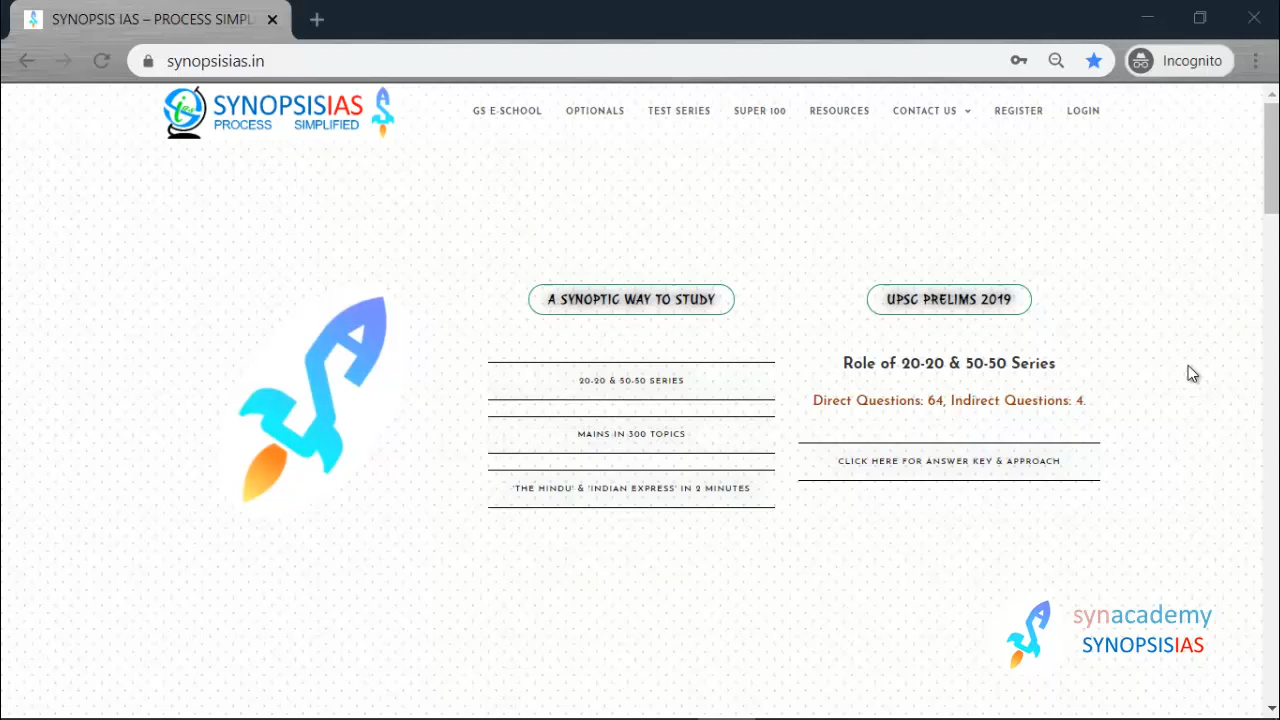 SYNOPSIS IAS – PROCESS SIMPL
synopsisias.in
Incognito
SYNOPSISIAS
PROCESS SIMPLIFIED
GS E-SCHOOL OPTIONALS TEST SERIES SUPER 100 RESOURCES CONTACT US REGISTER LOGIN
A SYNOPTIC WAY TO STUDY
20-20 & 50-50 SERIES
MAINS IN 300 TOPICS
'THE HINDU' & 'INDIAN EXPRESS' IN 2 MINUTES
UPSC PRELIMS 2019
Role of 20-20 & 50-50 Series
Direct Questions: 64, Indirect Questions: 4.
CLICK HERE FOR ANSWER KEY & APPROACH
synacademy
SYNOPSISIAS